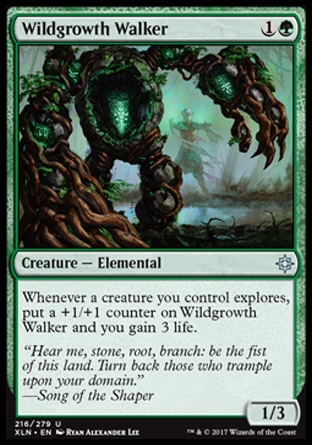 Wildgrowth Walker 1
Creature — Elemental
Whenever a creature you control explores,
put a +1/+1 counter on Wildgrowth
Walker and you gain 3 life.
"Hear me, stone, root, branch: be the fist
of this land. Turn back those who trample
upon your domain."
—Song of the Shaper
1/3
216/279 U
XLN • EN Ryan Alexander Lee ™ & © 2017 Wizards of the Coast